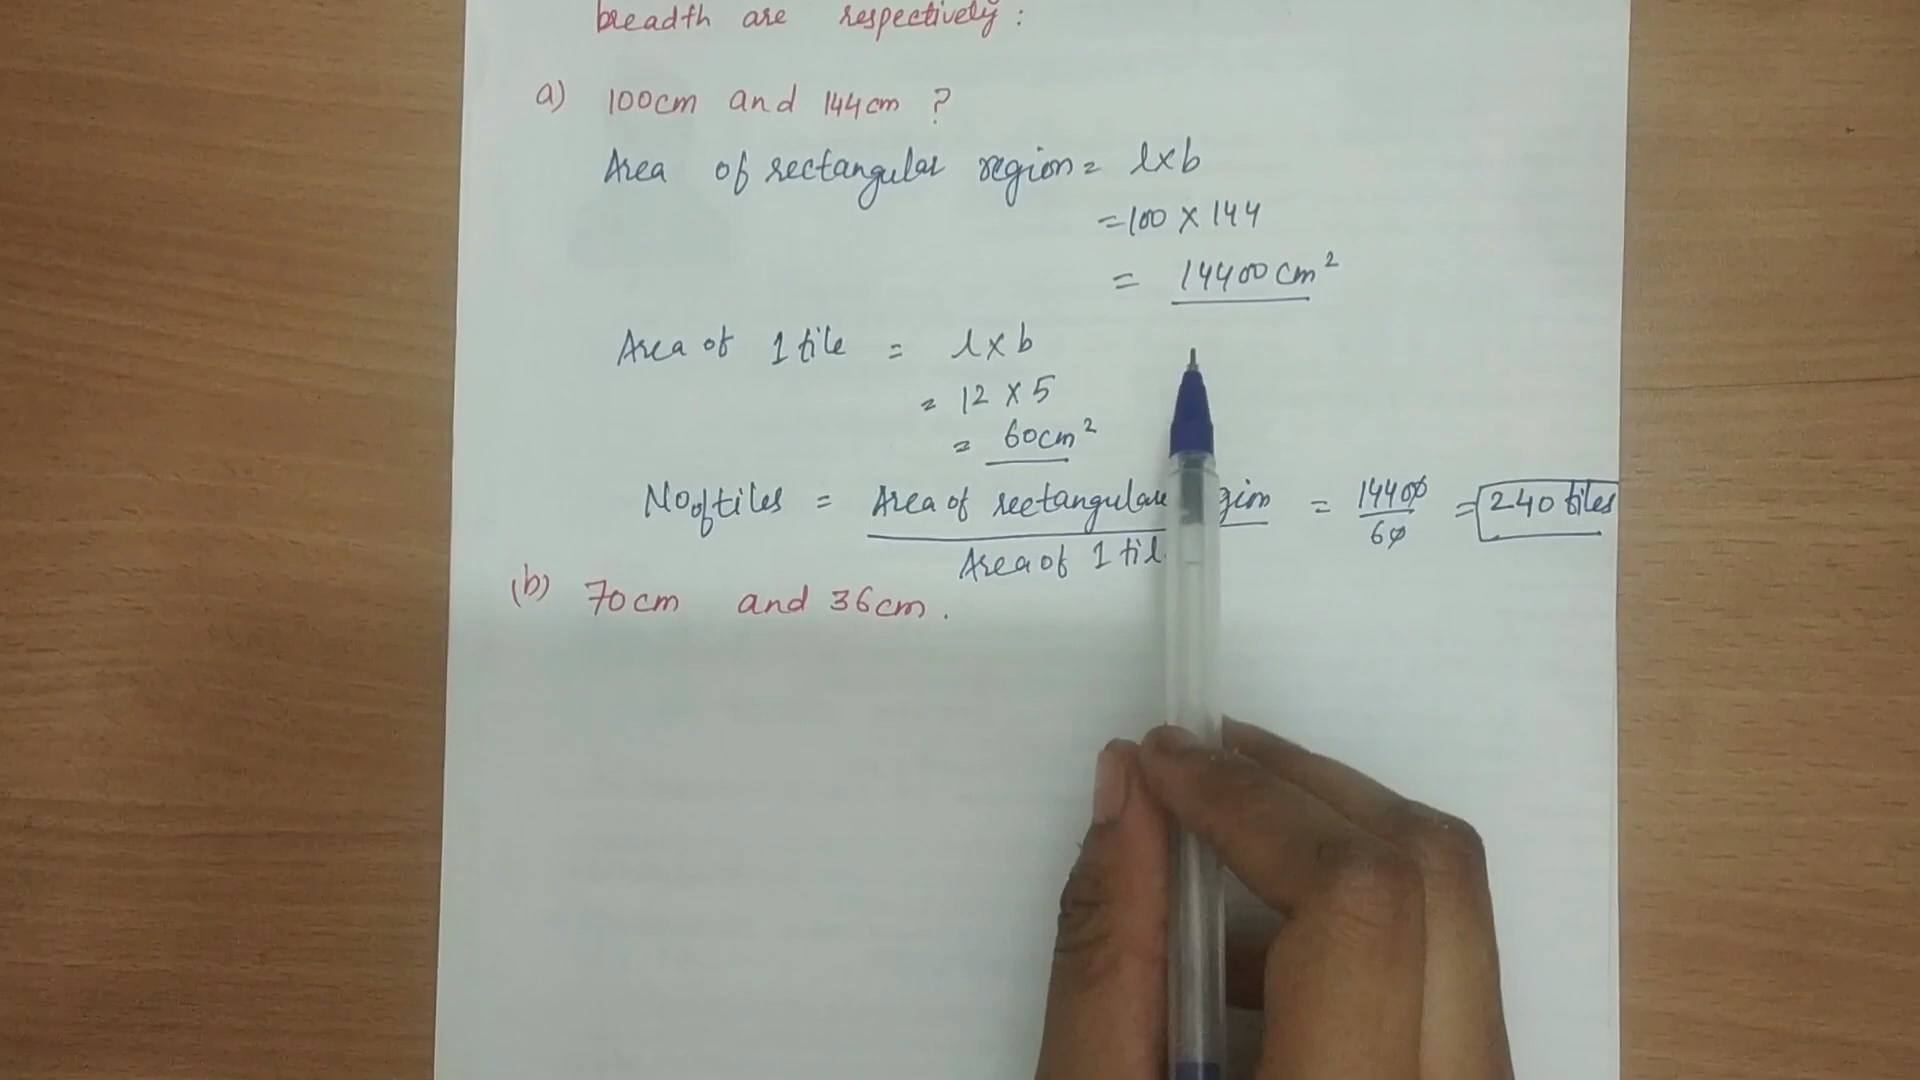 breadth are respectively:
a) 100cm and 144cm ?
Area of rectangular region = l×b
= 100 × 144
= 14400 cm²
Area of 1 tile = l×b
= 12 × 5
= 60cm²
No of tiles = Area of rectangular = 14400 = 240 tiles
Area of 1 60
(b) 70cm and 36cm.